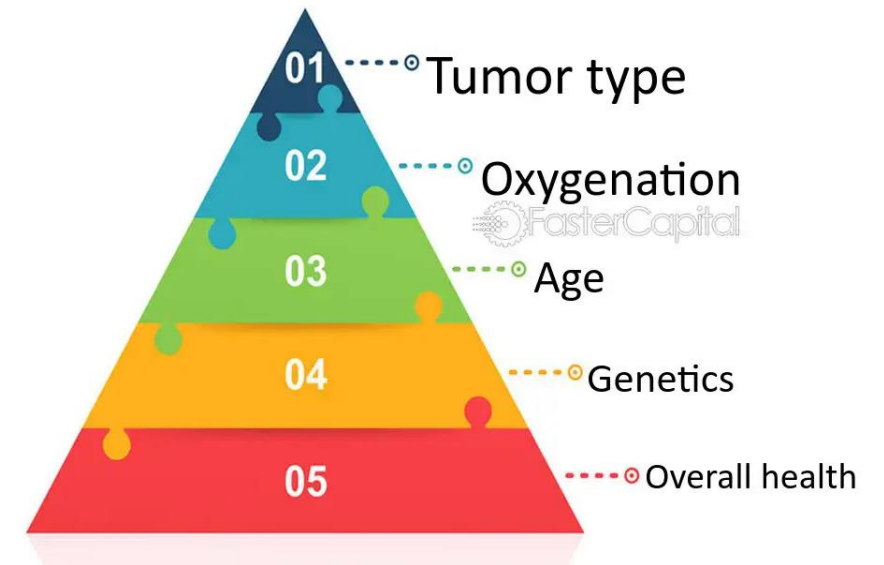 01
Tumor type
02
Oxygenation
FasterCapital
03
Age
04
Genetics
05
Overall health